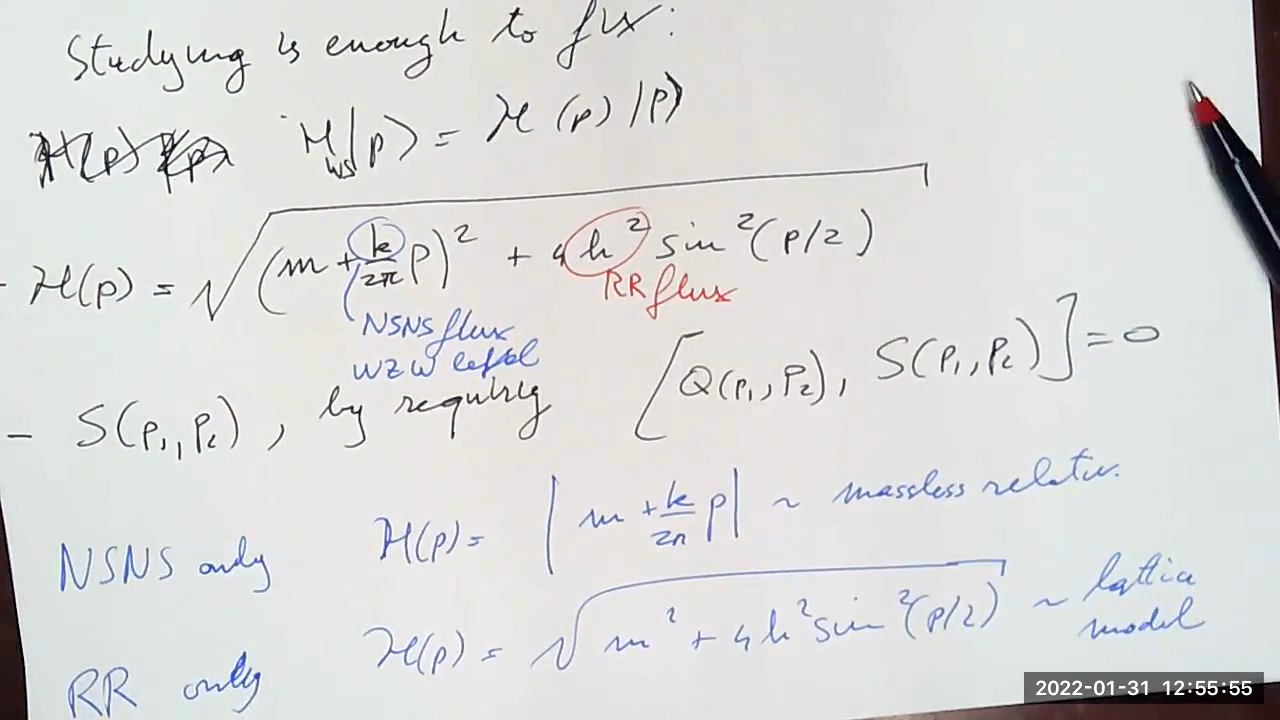 Studying is enough to fix:
H_ws |p⟩ = H(p) |p⟩
- H(p) = √((m + k/2π p)² + 4h² sin²(p/2))
NSNS flux
RR flux
WZW level
- S(p₁,p₂), by requiring [Q(p₁,p₂), S(p₁,p₂)] = 0
NSNS only H(p) = |m + k/2π p| ~ massless relativ.
RR only H(p) = √(m² + 4h² sin²(p/2)) ~ lattice model
2022-01-31 12:55:55